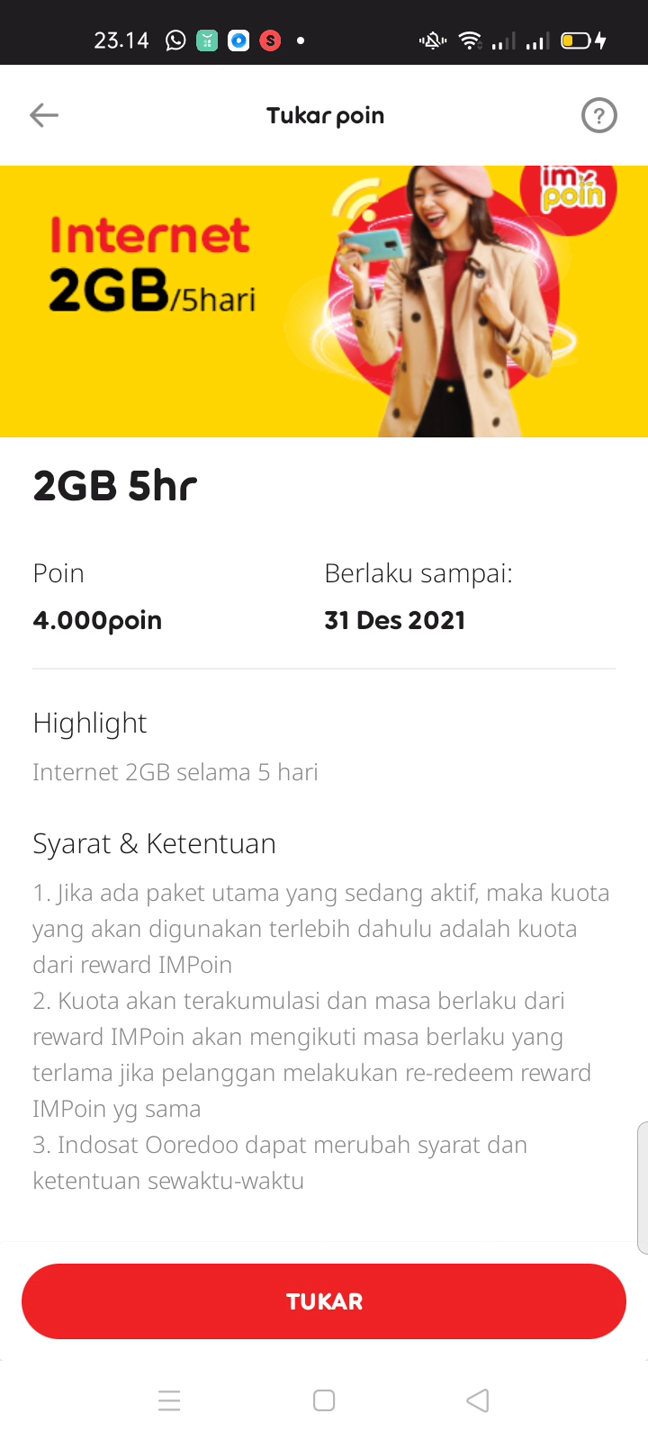 23.14
S
Tukar poin
?
im
poin
Internet
2GB/5hari
2GB 5hr
Poin
Berlaku sampai:
4.000poin
31 Des 2021
Highlight
Internet 2GB selama 5 hari
Syarat & Ketentuan
1. Jika ada paket utama yang sedang aktif, maka kuota
yang akan digunakan terlebih dahulu adalah kuota
dari reward IMPoin
2. Kuota akan terakumulasi dan masa berlaku dari
reward IMPoin akan mengikuti masa berlaku yang
terlama jika pelanggan melakukan re-redeem reward
IMPoin yg sama
3. Indosat Ooredoo dapat merubah syarat dan
ketentuan sewaktu-waktu
TUKAR